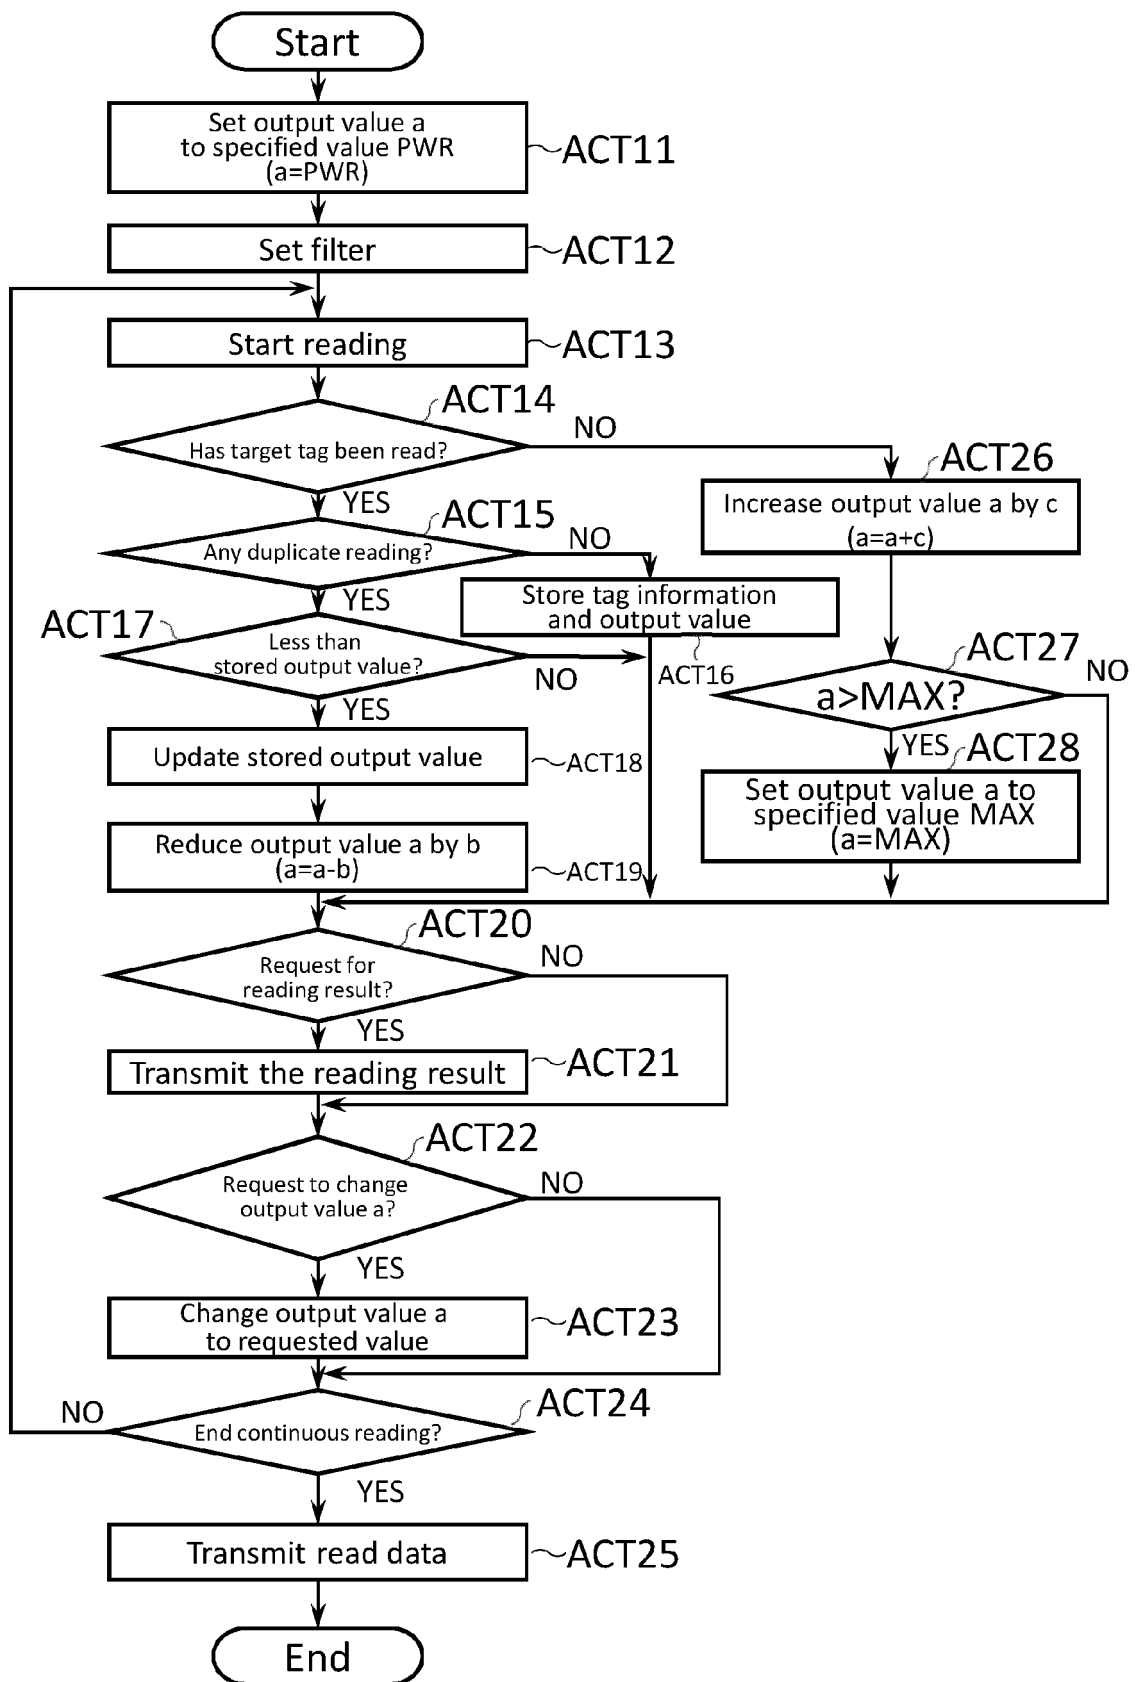 Start
Set output value a
to specified value PWR
(a=PWR)
ACT11
Set filter
ACT12
Start reading
ACT13
ACT14
Has target tag been read?
NO
YES
ACT26
Increase output value a by c
(a=a+c)
ACT15
Any duplicate reading?
NO
YES
Store tag information
and output value
ACT16
ACT17
Less than
stored output value?
NO
YES
ACT27
a>MAX?
NO
YES
ACT28
Set output value a to
specified value MAX
(a=MAX)
Update stored output value
ACT18
Reduce output value a by b
(a=a-b)
ACT19
ACT20
Request for
reading result?
NO
YES
Transmit the reading result
ACT21
ACT22
Request to change
output value a?
NO
YES
Change output value a
to requested value
ACT23
ACT24
End continuous reading?
NO
YES
Transmit read data
ACT25
End